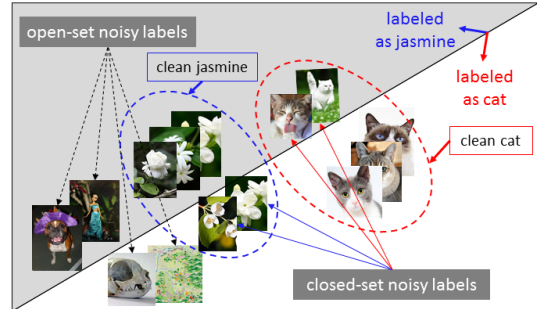 open-set noisy labels
labeled
as jasmine
clean jasmine
labeled
as cat
clean cat
closed-set noisy labels